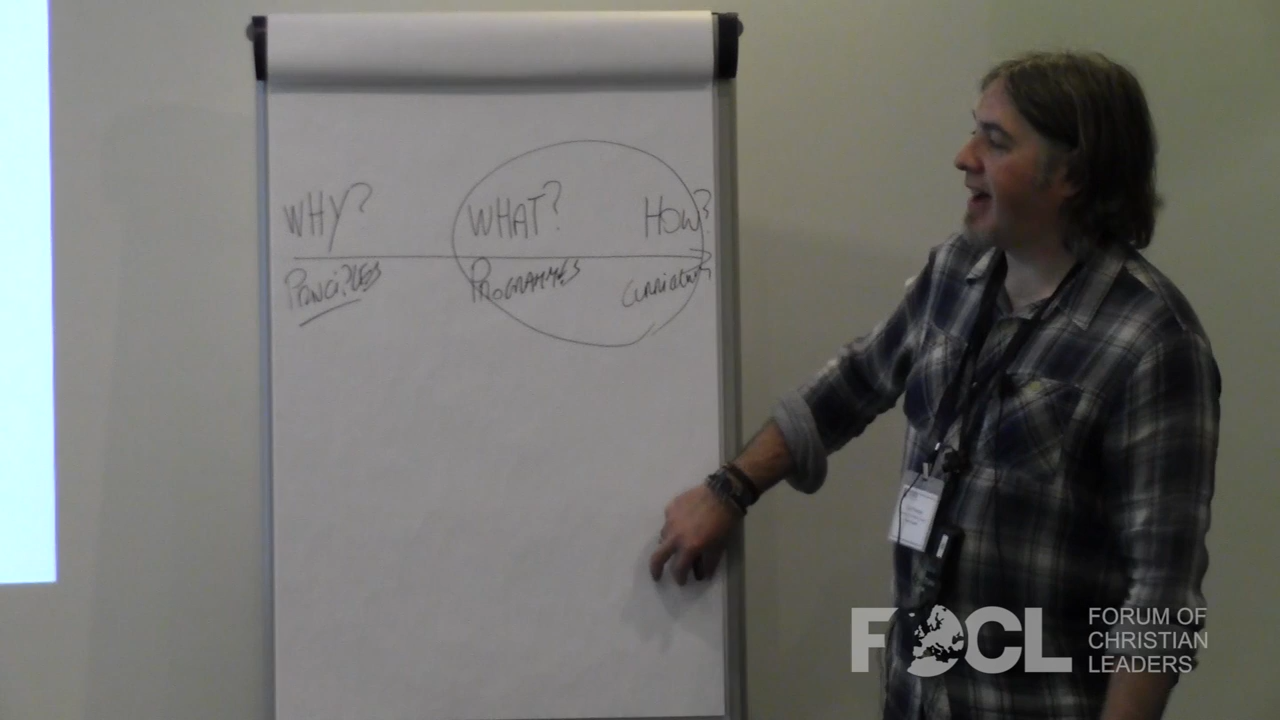 WHY? WHAT? HOW?
PRINCIPLES PROGRAMMES CURRICULUM
FOCL
FORUM OF
CHRISTIAN
LEADERS